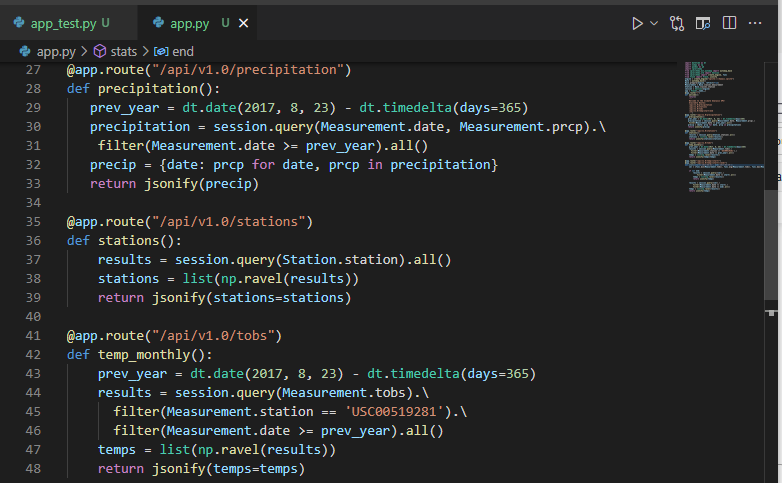 app_test.py U app.py U
app.py > stats > end
27 @app.route("/api/v1.0/precipitation")
28 def precipitation():
29 prev_year = dt.date(2017, 8, 23) - dt.timedelta(days=365)
30 precipitation = session.query(Measurement.date, Measurement.prcp).\
31 filter(Measurement.date >= prev_year).all()
32 precip = {date: prcp for date, prcp in precipitation}
33 return jsonify(precip)
34
35 @app.route("/api/v1.0/stations")
36 def stations():
37 results = session.query(Station.station).all()
38 stations = list(np.ravel(results))
39 return jsonify(stations=stations)
40
41 @app.route("/api/v1.0/tobs")
42 def temp_monthly():
43 prev_year = dt.date(2017, 8, 23) - dt.timedelta(days=365)
44 results = session.query(Measurement.tobs).\
45 filter(Measurement.station == 'USC00519281').\
46 filter(Measurement.date >= prev_year).all()
47 temps = list(np.ravel(results))
48 return jsonify(temps=temps)